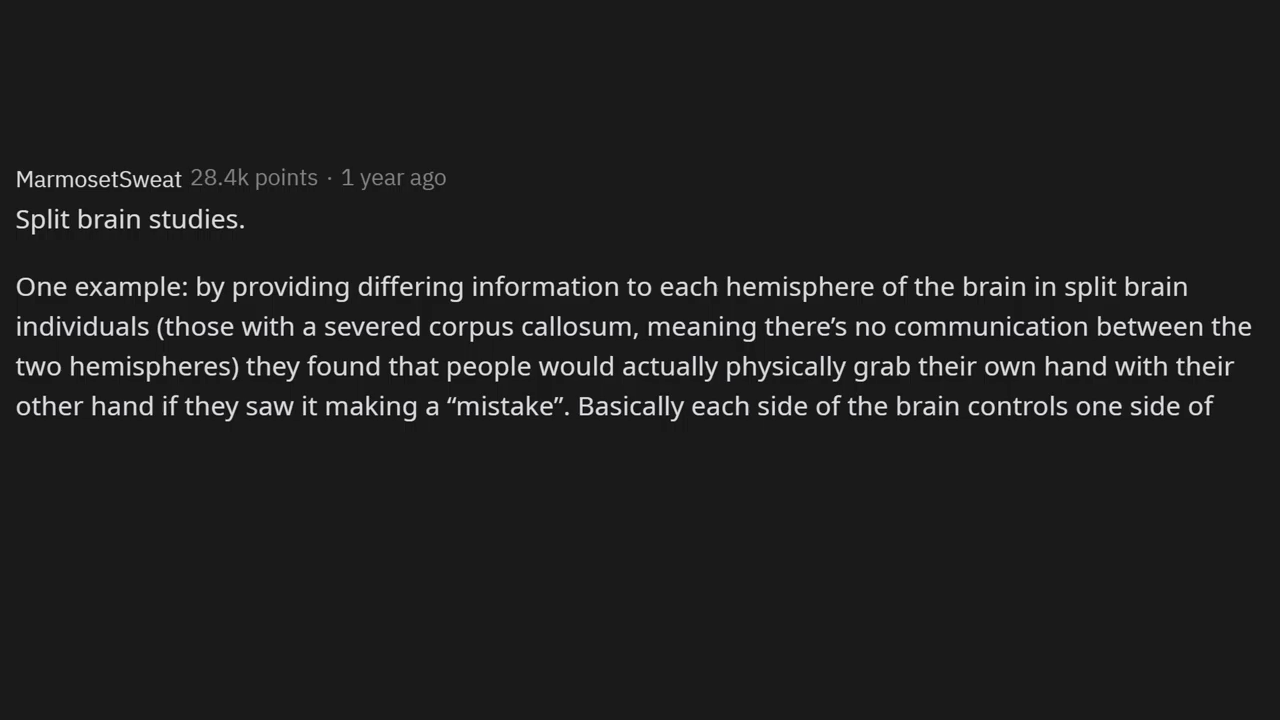 MarmosetSweat 28.4k points · 1 year ago
Split brain studies.
One example: by providing differing information to each hemisphere of the brain in split brain
individuals (those with a severed corpus callosum, meaning there’s no communication between the
two hemispheres) they found that people would actually physically grab their own hand with their
other hand if they saw it making a “mistake”. Basically each side of the brain controls one side of